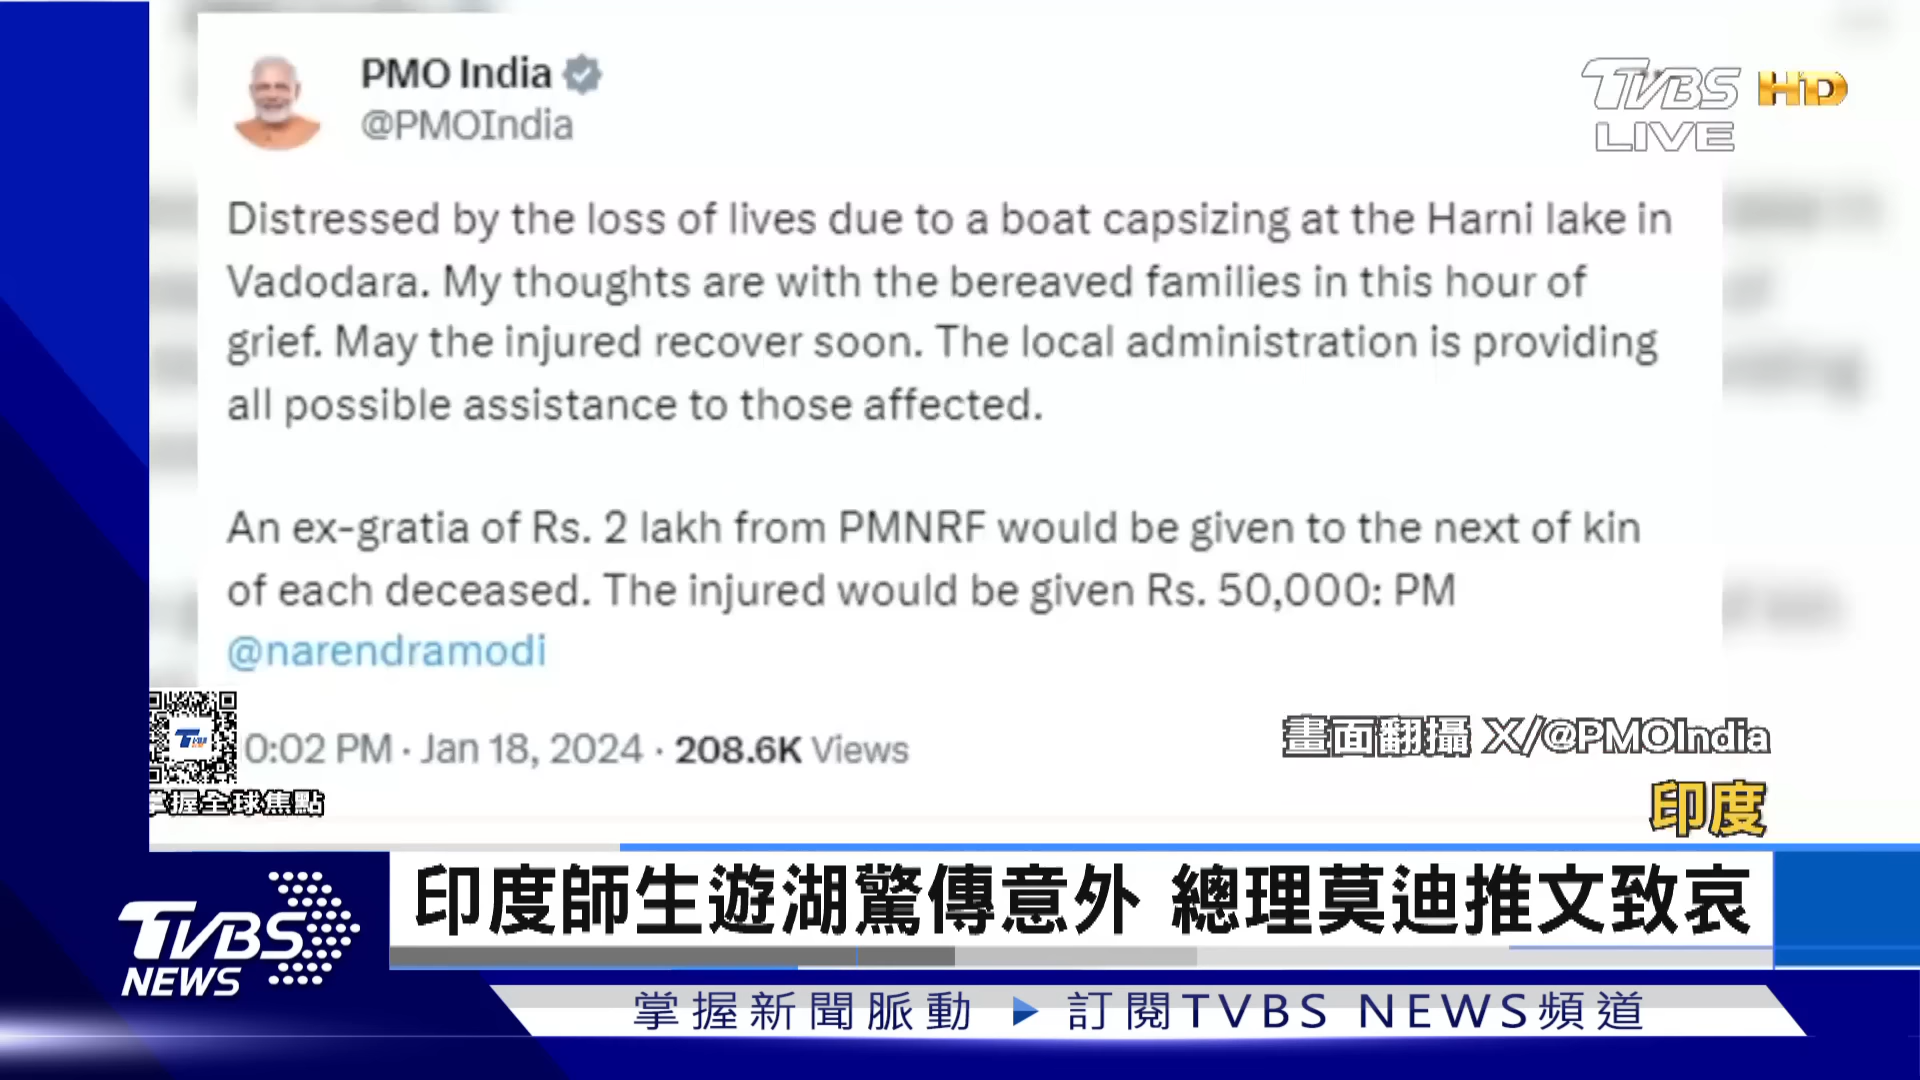 PMO India
@PMOIndia
TVBS HD
LIVE
Distressed by the loss of lives due to a boat capsizing at the Harni lake in
Vadodara. My thoughts are with the bereaved families in this hour of
grief. May the injured recover soon. The local administration is providing
all possible assistance to those affected.
An ex-gratia of Rs. 2 lakh from PMNRF would be given to the next of kin
of each deceased. The injured would be given Rs. 50,000: PM
@narendramodi
0:02 PM · Jan 18, 2024 · 208.6K Views
畫面翻攝 X/@PMOIndia
掌握全球焦點
印度
印度師生遊湖驚傳意外 總理莫迪推文致哀
TVBS
NEWS
掌握新聞脈動 ▶ 訂閱TVBS NEWS頻道